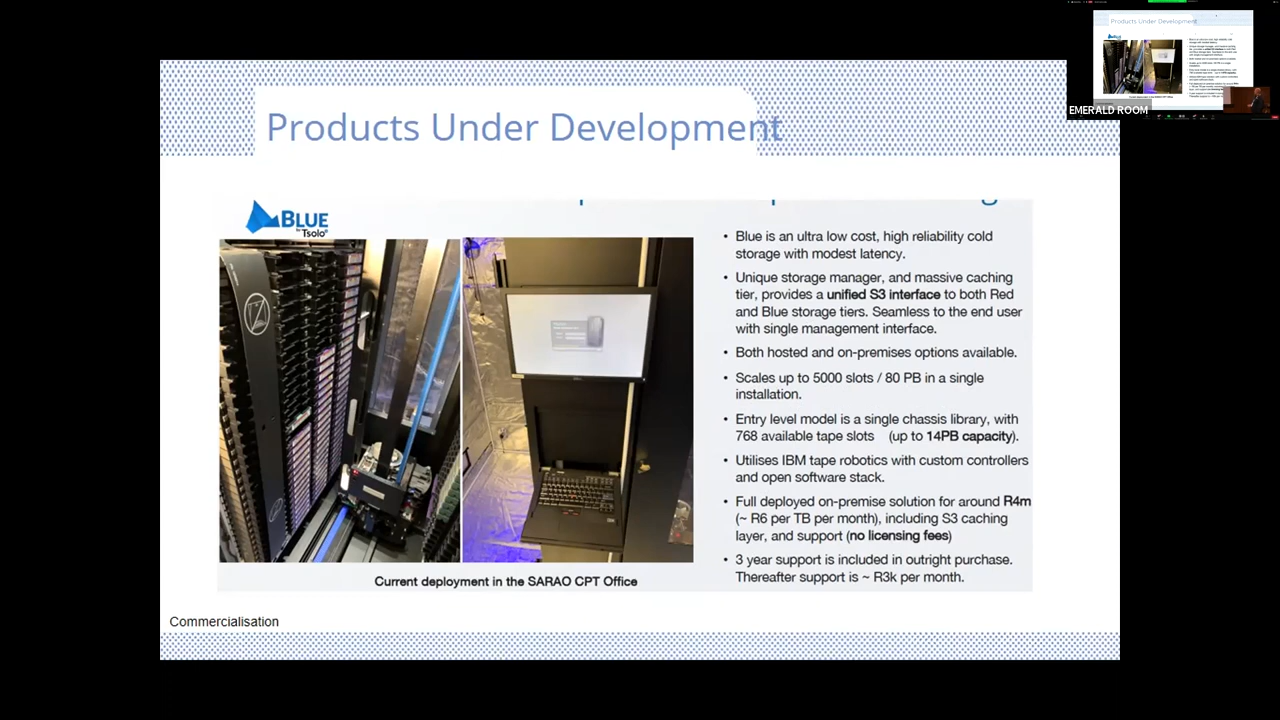 Products Under Development
EMERALD ROOM
Products Under Development
BLUE
by Tsolo
• Blue is an ultra low cost, high reliability cold
storage with modest latency.
• Unique storage manager, and massive caching
tier, provides a unified S3 interface to both Red
and Blue storage tiers. Seamless to the end user
with single management interface.
• Both hosted and on-premises options available.
• Scales up to 5000 slots / 80 PB in a single
installation.
• Entry level model is a single chassis library, with
768 available tape slots (up to 14PB capacity).
• Utilises IBM tape robotics with custom controllers
and open software stack.
• Full deployed on-premise solution for around R4m
(~ R6 per TB per month), including S3 caching
layer, and support (no licensing fees)
• 3 year support is included in outright purchase.
Thereafter support is ~ R3k per month.
Current deployment in the SARAO CPT Office
Commercialisation